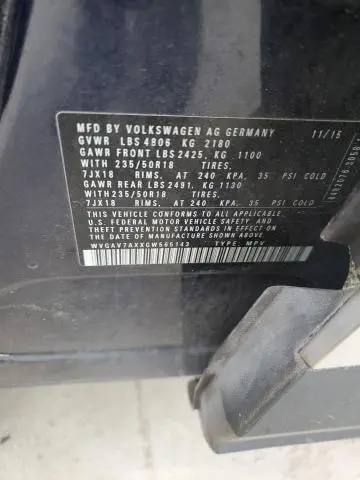 MFD BY VOLKSWAGEN AG GERMANY 11/15
GVWR LBS 4806 KG 2180
GAWR FRONT LBS 2425, KG 1100
WITH 235/50R18 TIRES.
7JX18 RIMS, AT 240 KPA, 35 PSI COLD
GAWR REAR LBS 2491, KG 1130
WITH 235/50R18 TIRES.
7JX18 RIMS, AT 240 KPA, 35 PSI COLD
THIS VEHICLE CONFORMS TO ALL APPLICABLE
U.S. FEDERAL MOTOR VEHICLE SAFETY AND
THEFT PREVENTION STANDARDS IN EFFECT ON
THE DATE OF MANUFACTURE SHOWN ABOVE.
WVGAV7AXXGW565143 TYPE: MPV